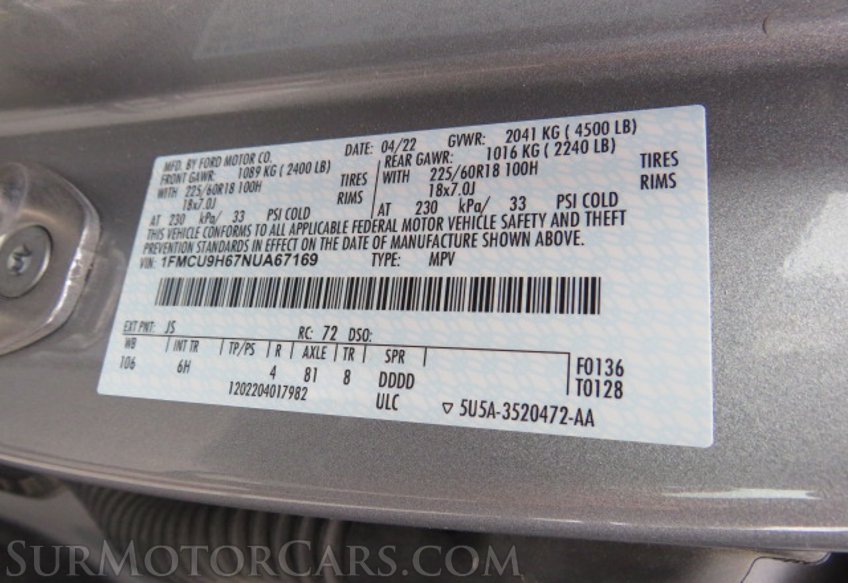 MFD. BY FORD MOTOR CO. DATE: 04/22 GVWR: 2041 KG ( 4500 LB)
FRONT GAWR: 1089 KG ( 2400 LB) REAR GAWR: 1016 KG ( 2240 LB)
WITH 225/60R18 100H TIRES WITH 225/60R18 100H TIRES
18x7.0J RIMS 18x7.0J RIMS
AT 230 kPa/ 33 PSI COLD AT 230 kPa/ 33 PSI COLD
THIS VEHICLE CONFORMS TO ALL APPLICABLE FEDERAL MOTOR VEHICLE SAFETY AND THEFT
PREVENTION STANDARDS IN EFFECT ON THE DATE OF MANUFACTURE SHOWN ABOVE.
VIN: 1FMCU9H67NUA67169 TYPE: MPV
EXT PNT: JS RC: 72 DSO:
WB INT TR TP/PS R AXLE TR SPR F0136
106 6H 4 81 8 DDDD T0128
1202204017982 ULC ▽ 5U5A-3520472-AA
SURMOTORCARS.COM